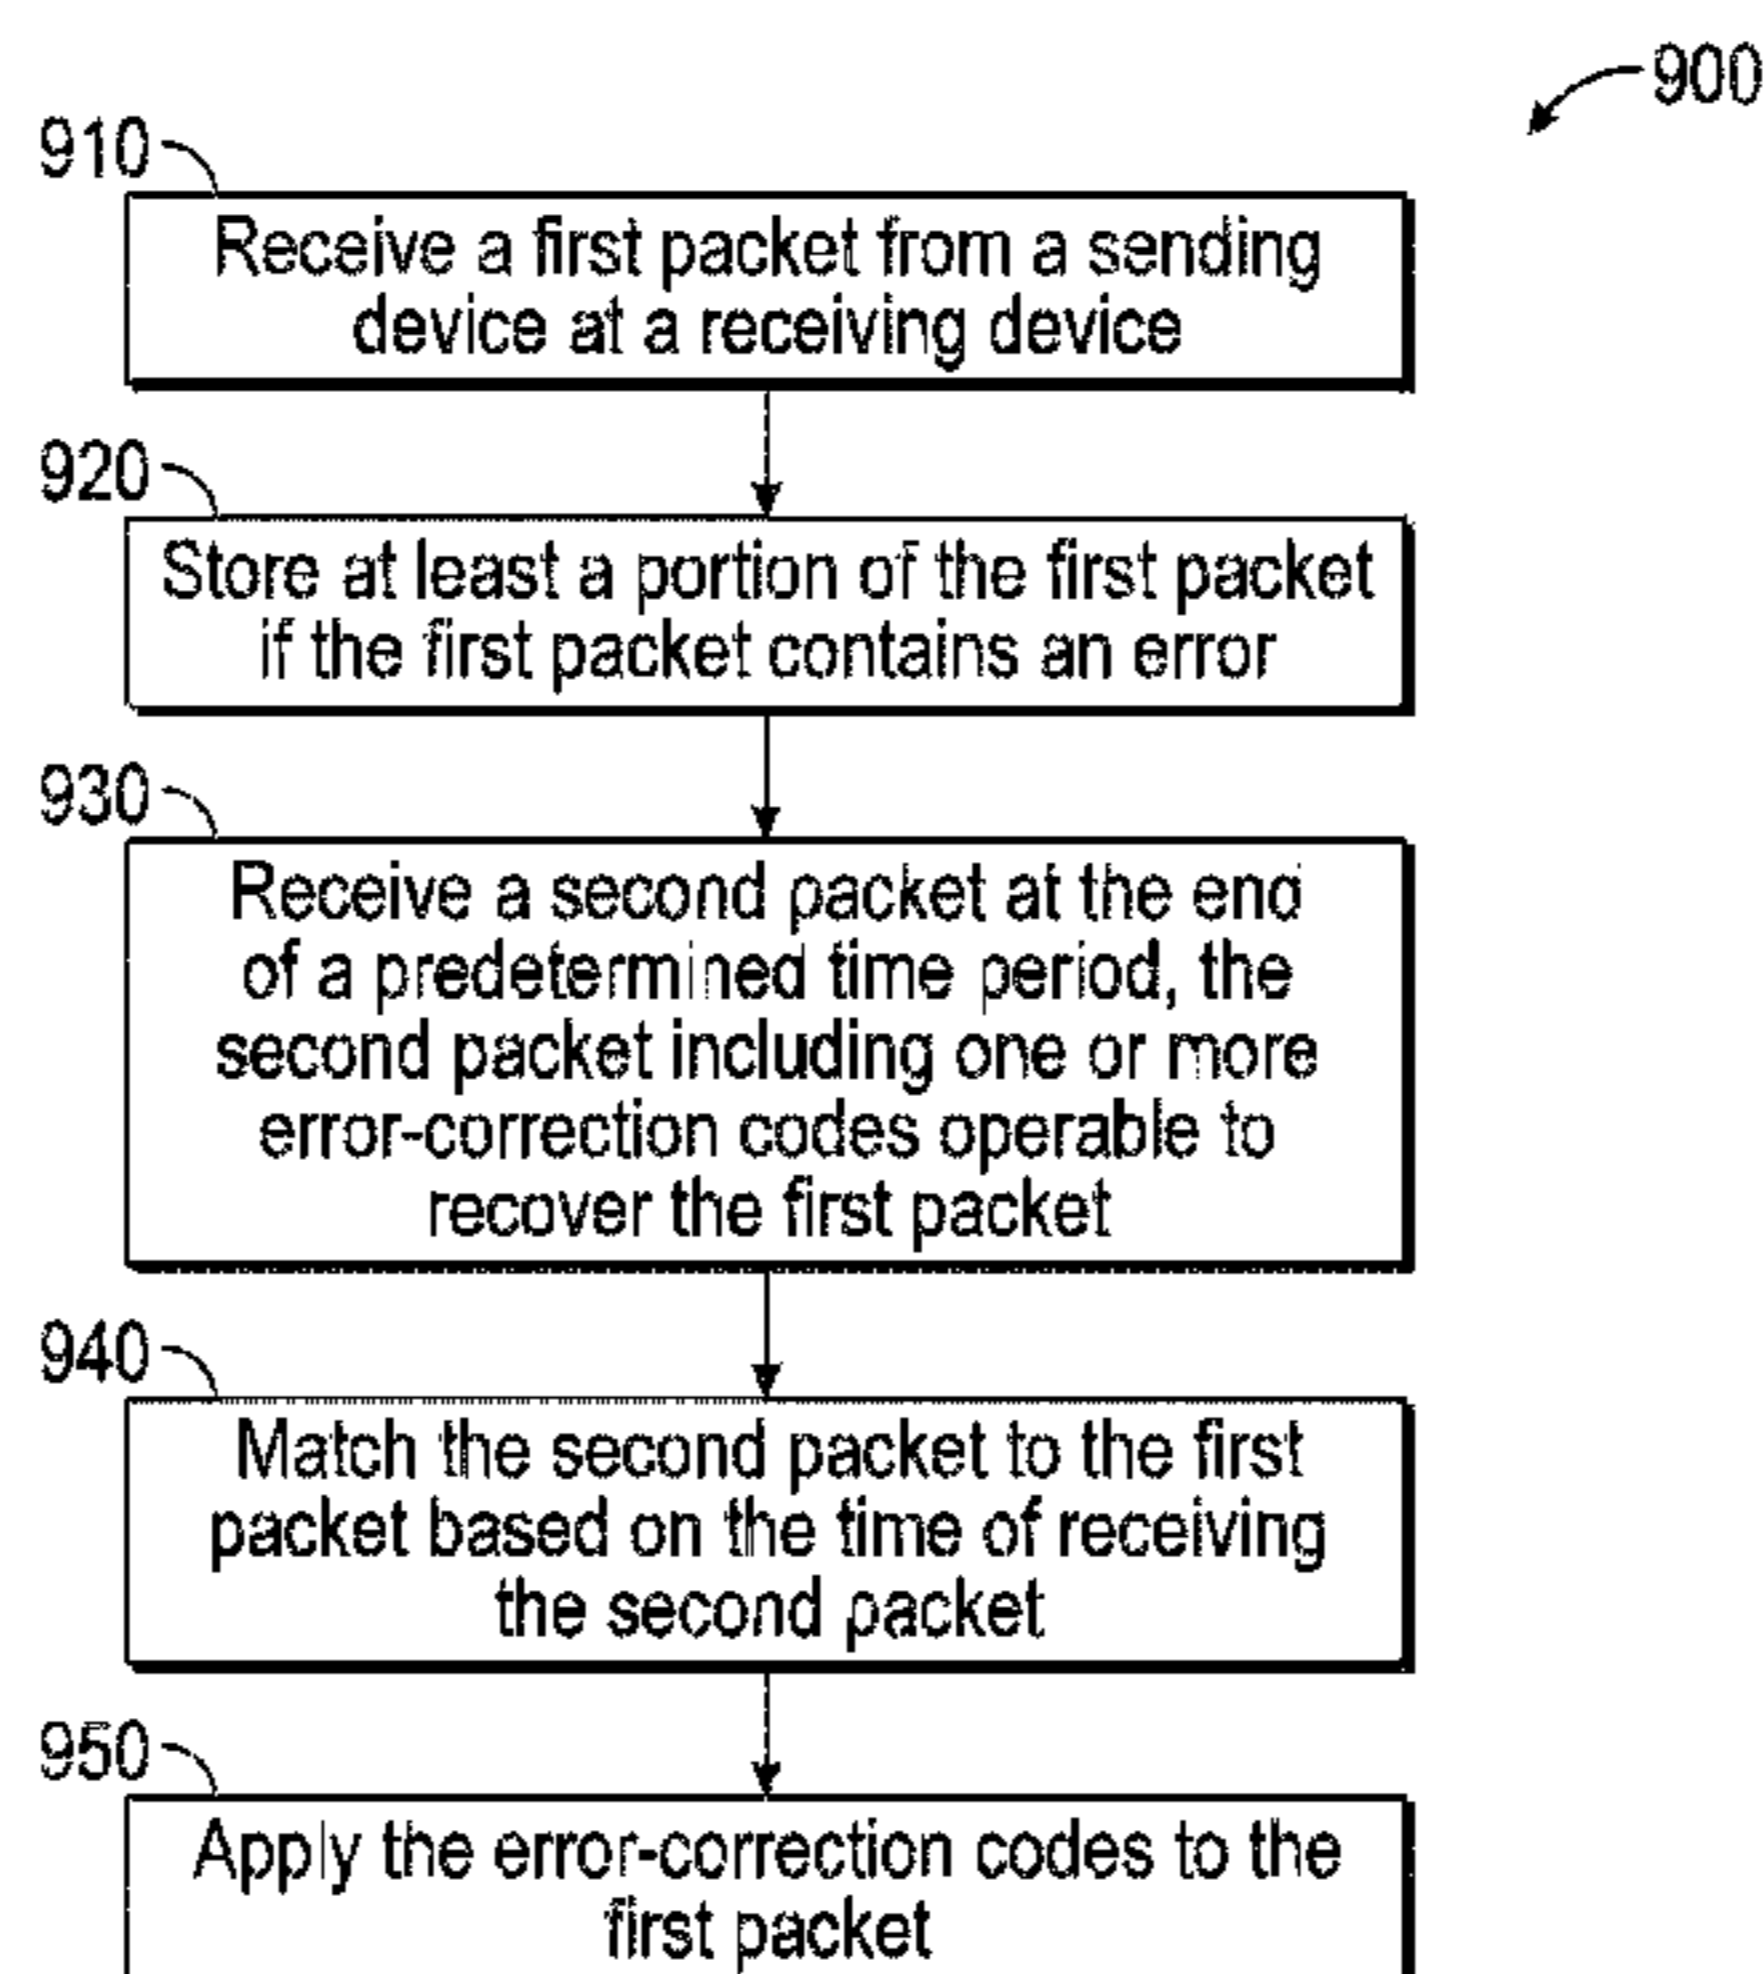 900
910
Receive a first packet from a sending
device at a receiving device
920
Store at least a portion of the first packet
if the first packet contains an error
930
Receive a second packet at the end
of a predetermined time period, the
second packet including one or more
error-correction codes operable to
recover the first packet
940
Match the second packet to the first
packet based on the time of receiving
the second packet
950
Apply the error-correction codes to the
first packet